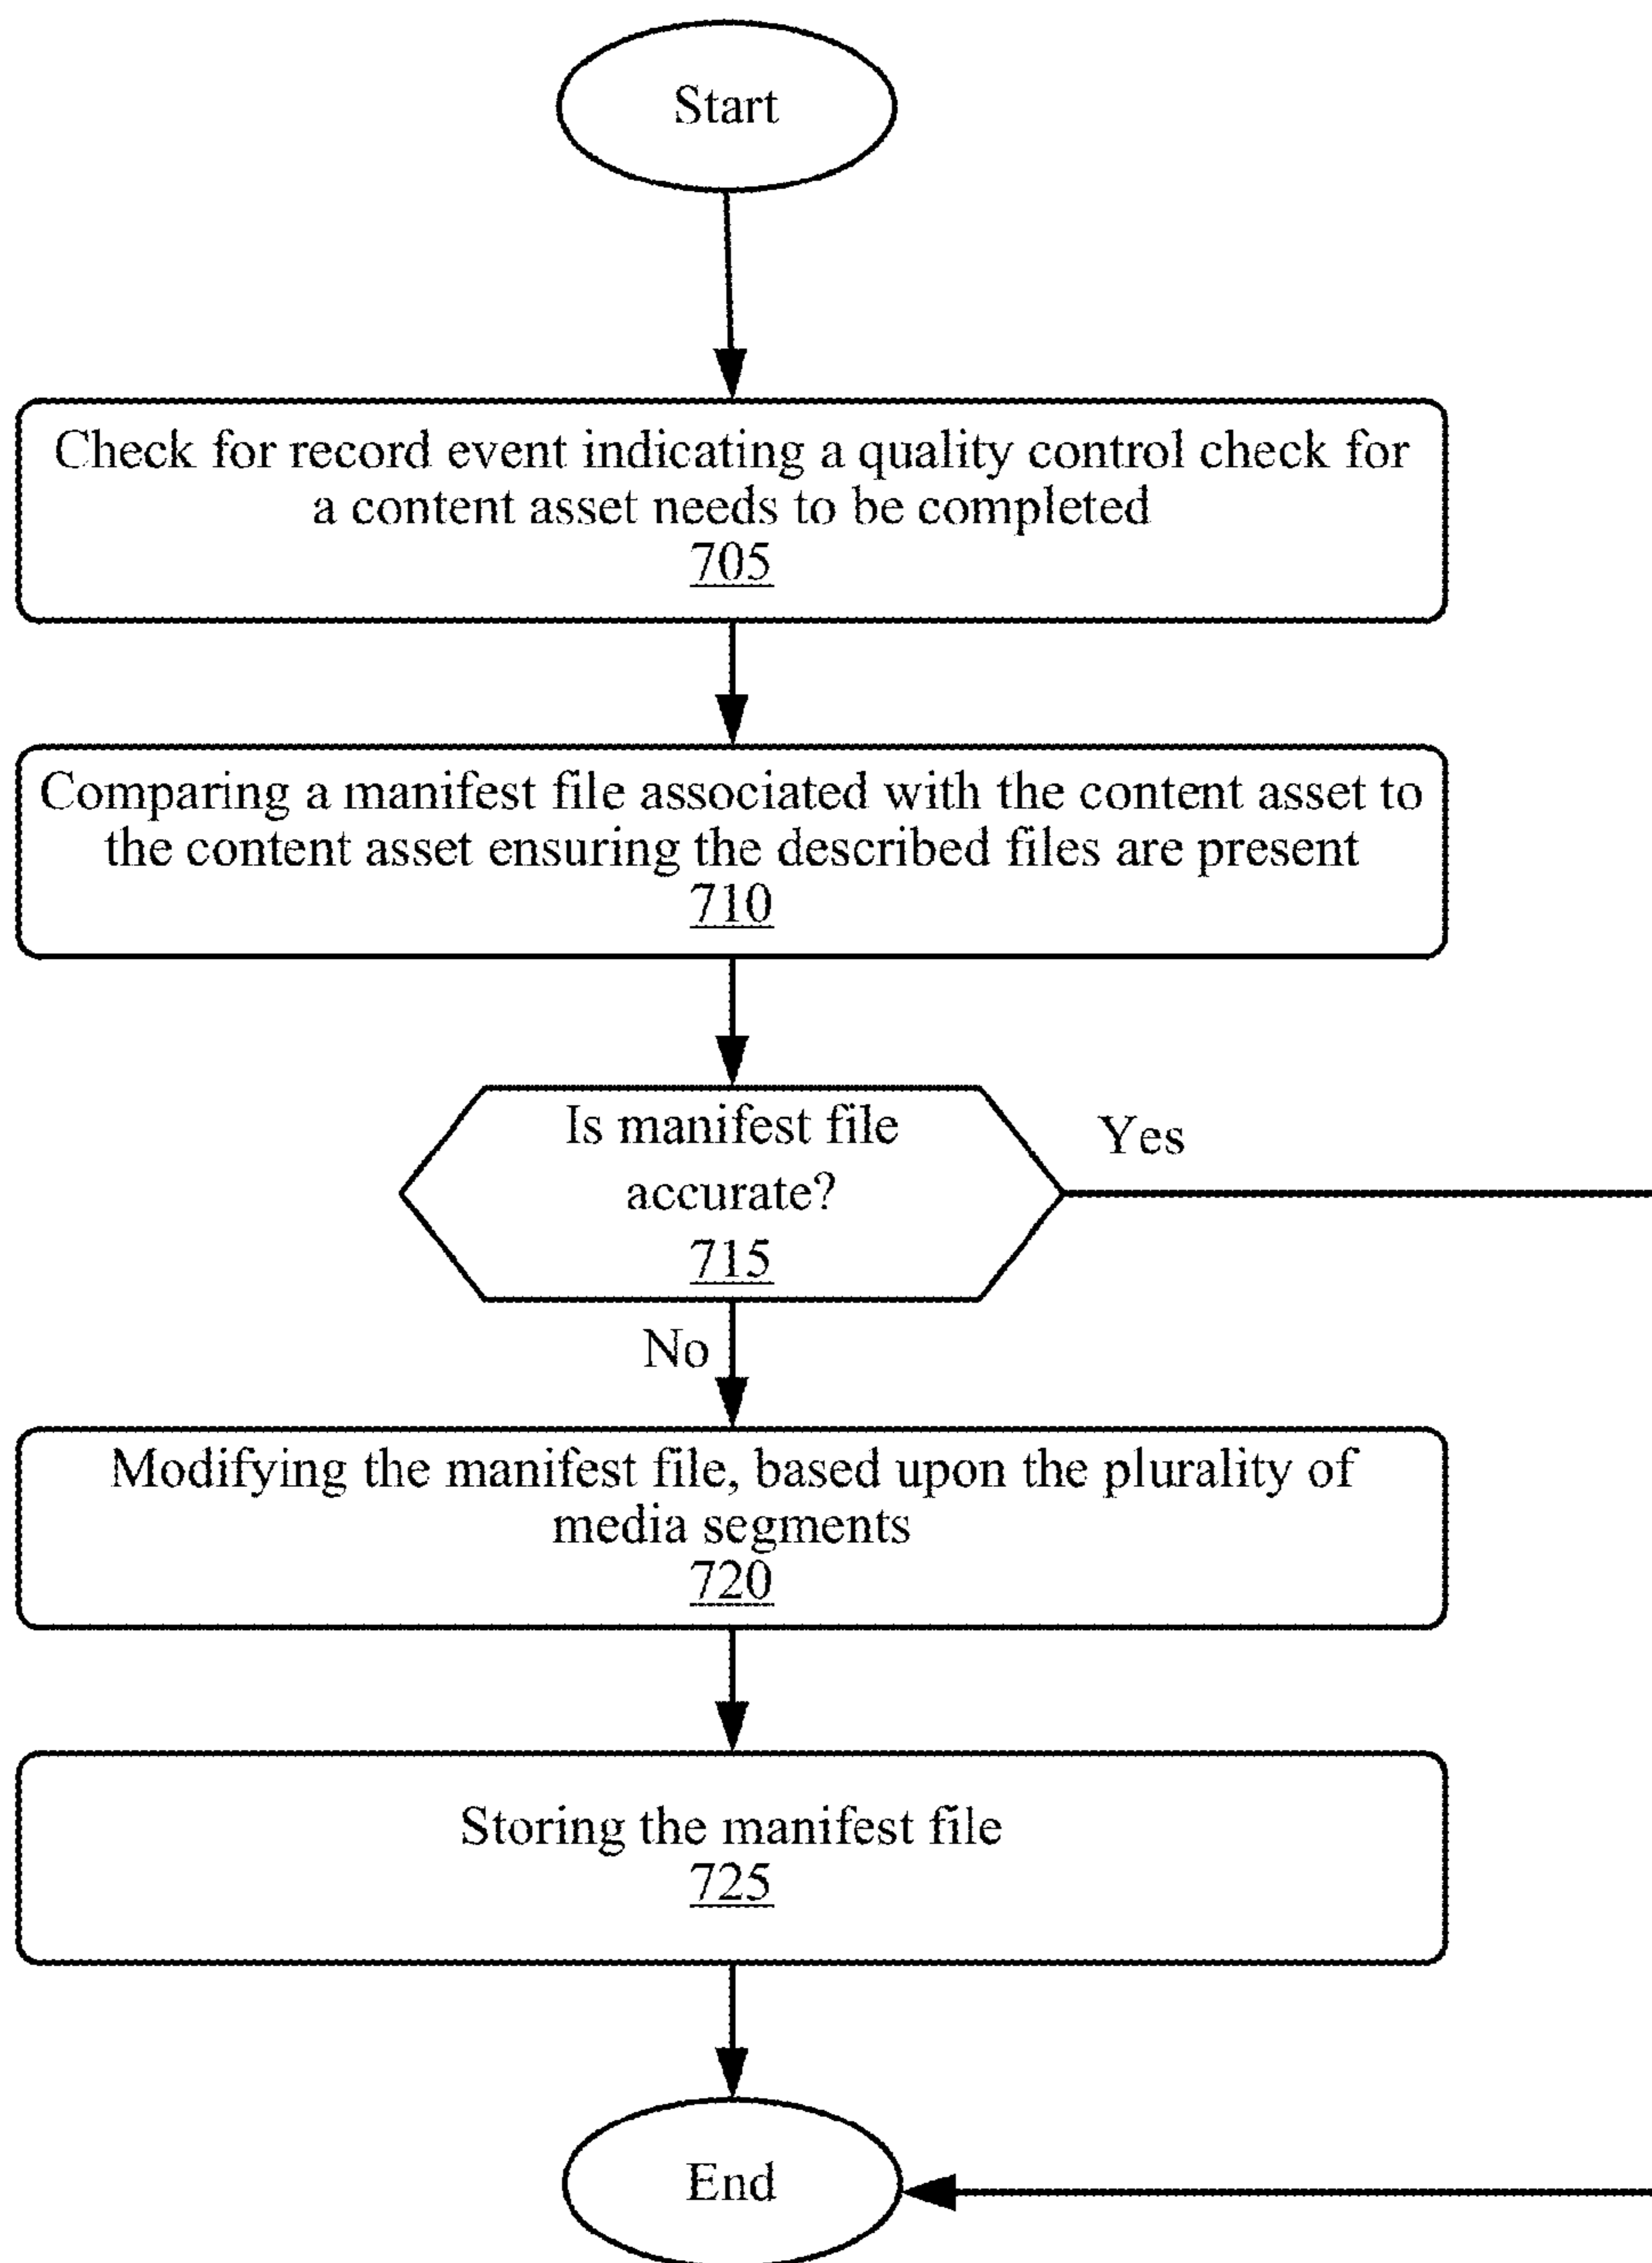 Start
Check for record event indicating a quality control check for
a content asset needs to be completed
705
Comparing a manifest file associated with the content asset to
the content asset ensuring the described files are present
710
Is manifest file
accurate?
715
Yes
No
Modifying the manifest file, based upon the plurality of
media segments
720
Storing the manifest file
725
End